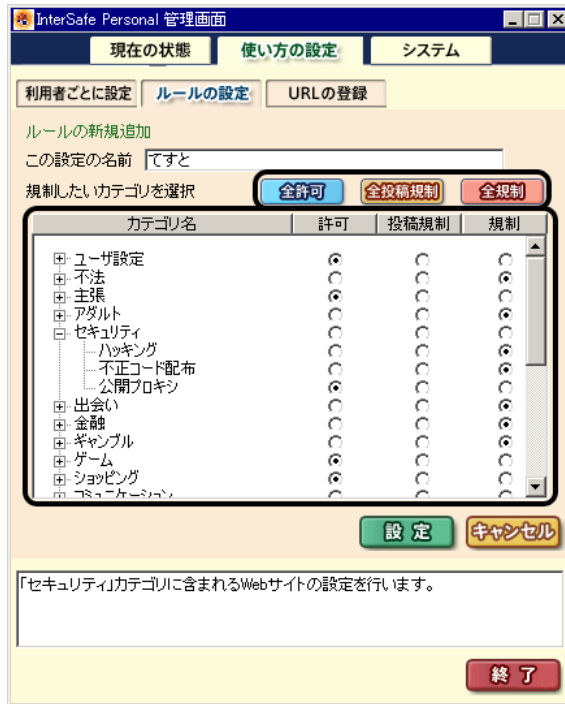 InterSafe Personal 管理画面
現在の状態 使い方の設定 システム
利用者ごとに設定 ルールの設定 URLの登録
ルールの新規追加
この設定の名前 てすと
規制したいカテゴリを選択 全許可 全投稿規制 全規制
カテゴリ名 許可 投稿規制 規制
ユーザ設定
不法
主張
アダルト
セキュリティ
ハッキング
不正コード配布
公開プロキシ
出会い
金融
ギャンブル
ゲーム
ショッピング
コミュニケーション
設定 キャンセル
「セキュリティ」カテゴリに含まれるWebサイトの設定を行います。
終了